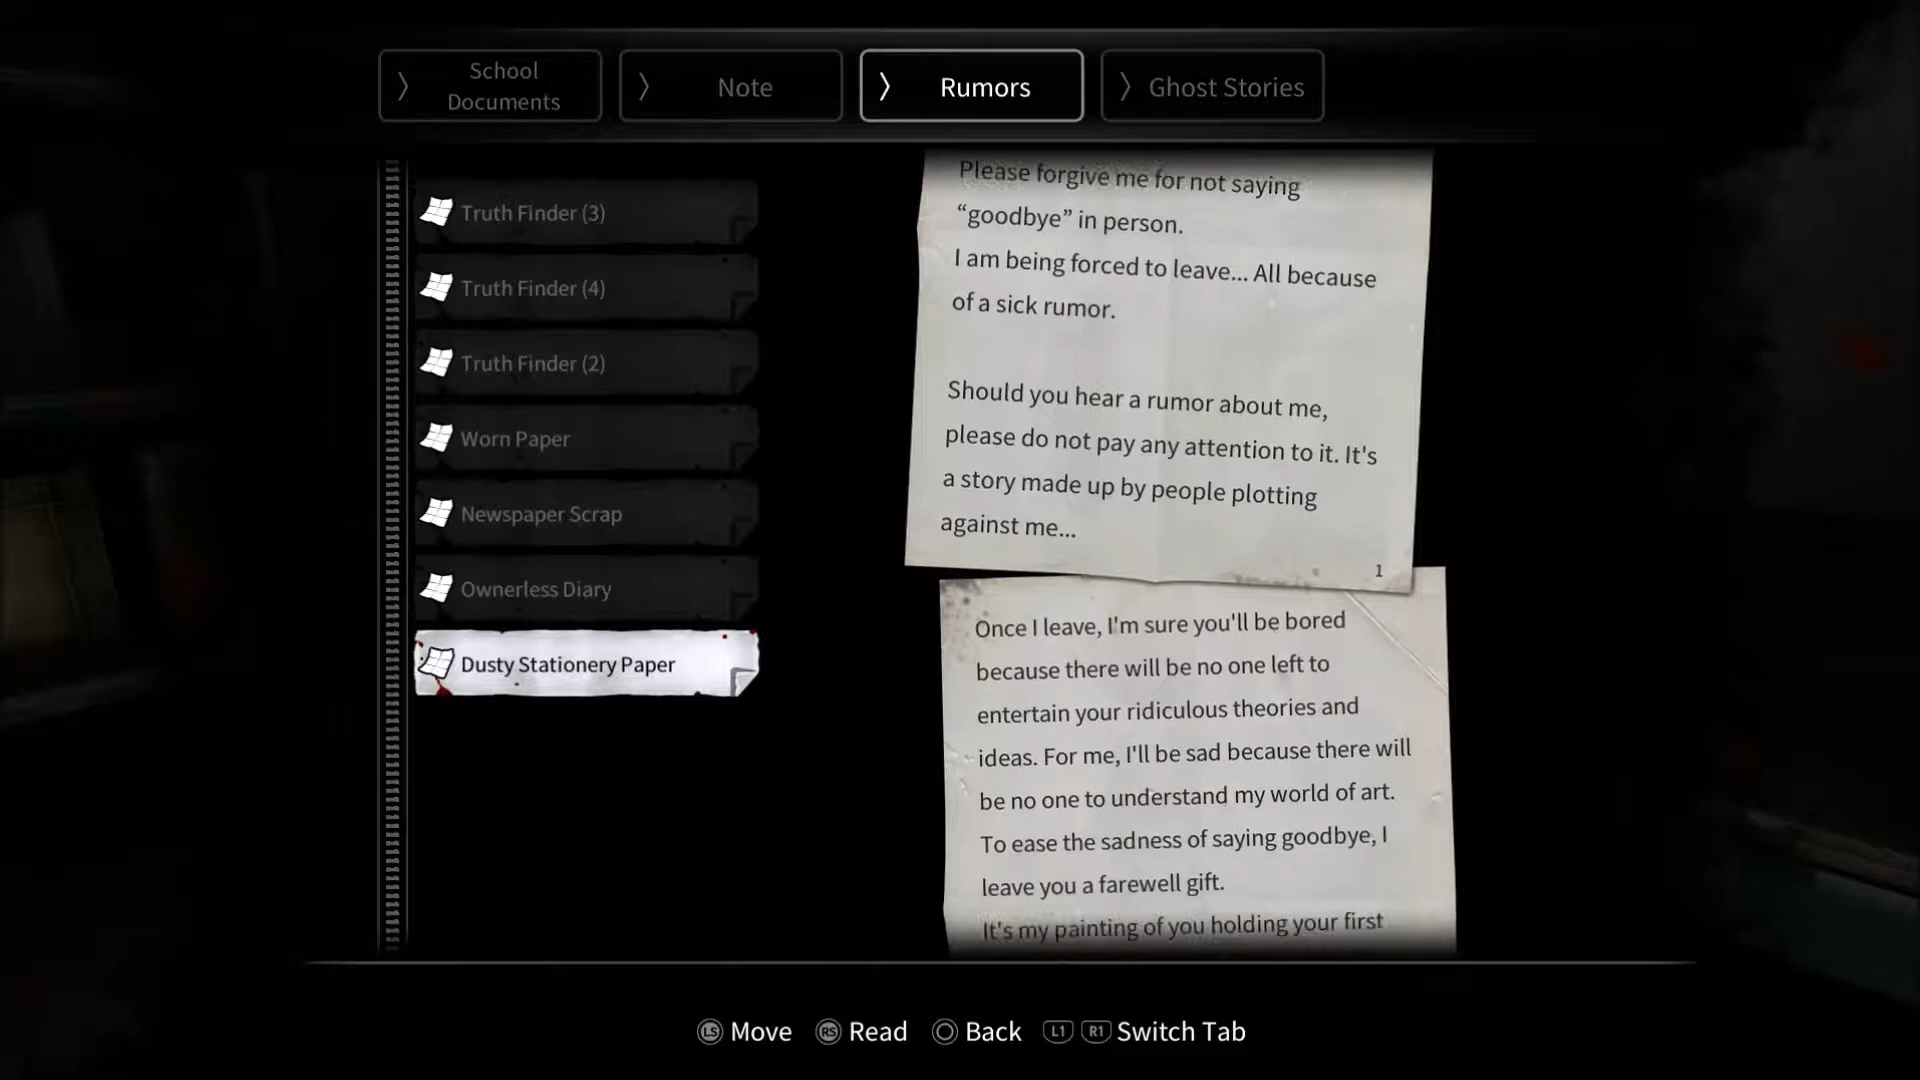 School
Documents
Note
Rumors
Ghost Stories
Truth Finder (3)
Truth Finder (4)
Truth Finder (2)
Worn Paper
Newspaper Scrap
Ownerless Diary
Dusty Stationery Paper
Please forgive me for not saying
“goodbye” in person.
I am being forced to leave... All because
of a sick rumor.
Should you hear a rumor about me,
please do not pay any attention to it. It's
a story made up by people plotting
against me...
1
Once I leave, I'm sure you'll be bored
because there will be no one left to
entertain your ridiculous theories and
ideas. For me, I'll be sad because there will
be no one to understand my world of art.
To ease the sadness of saying goodbye, I
leave you a farewell gift.
It's my painting of you holding your first
LS Move RS Read Back L1 R1 Switch Tab